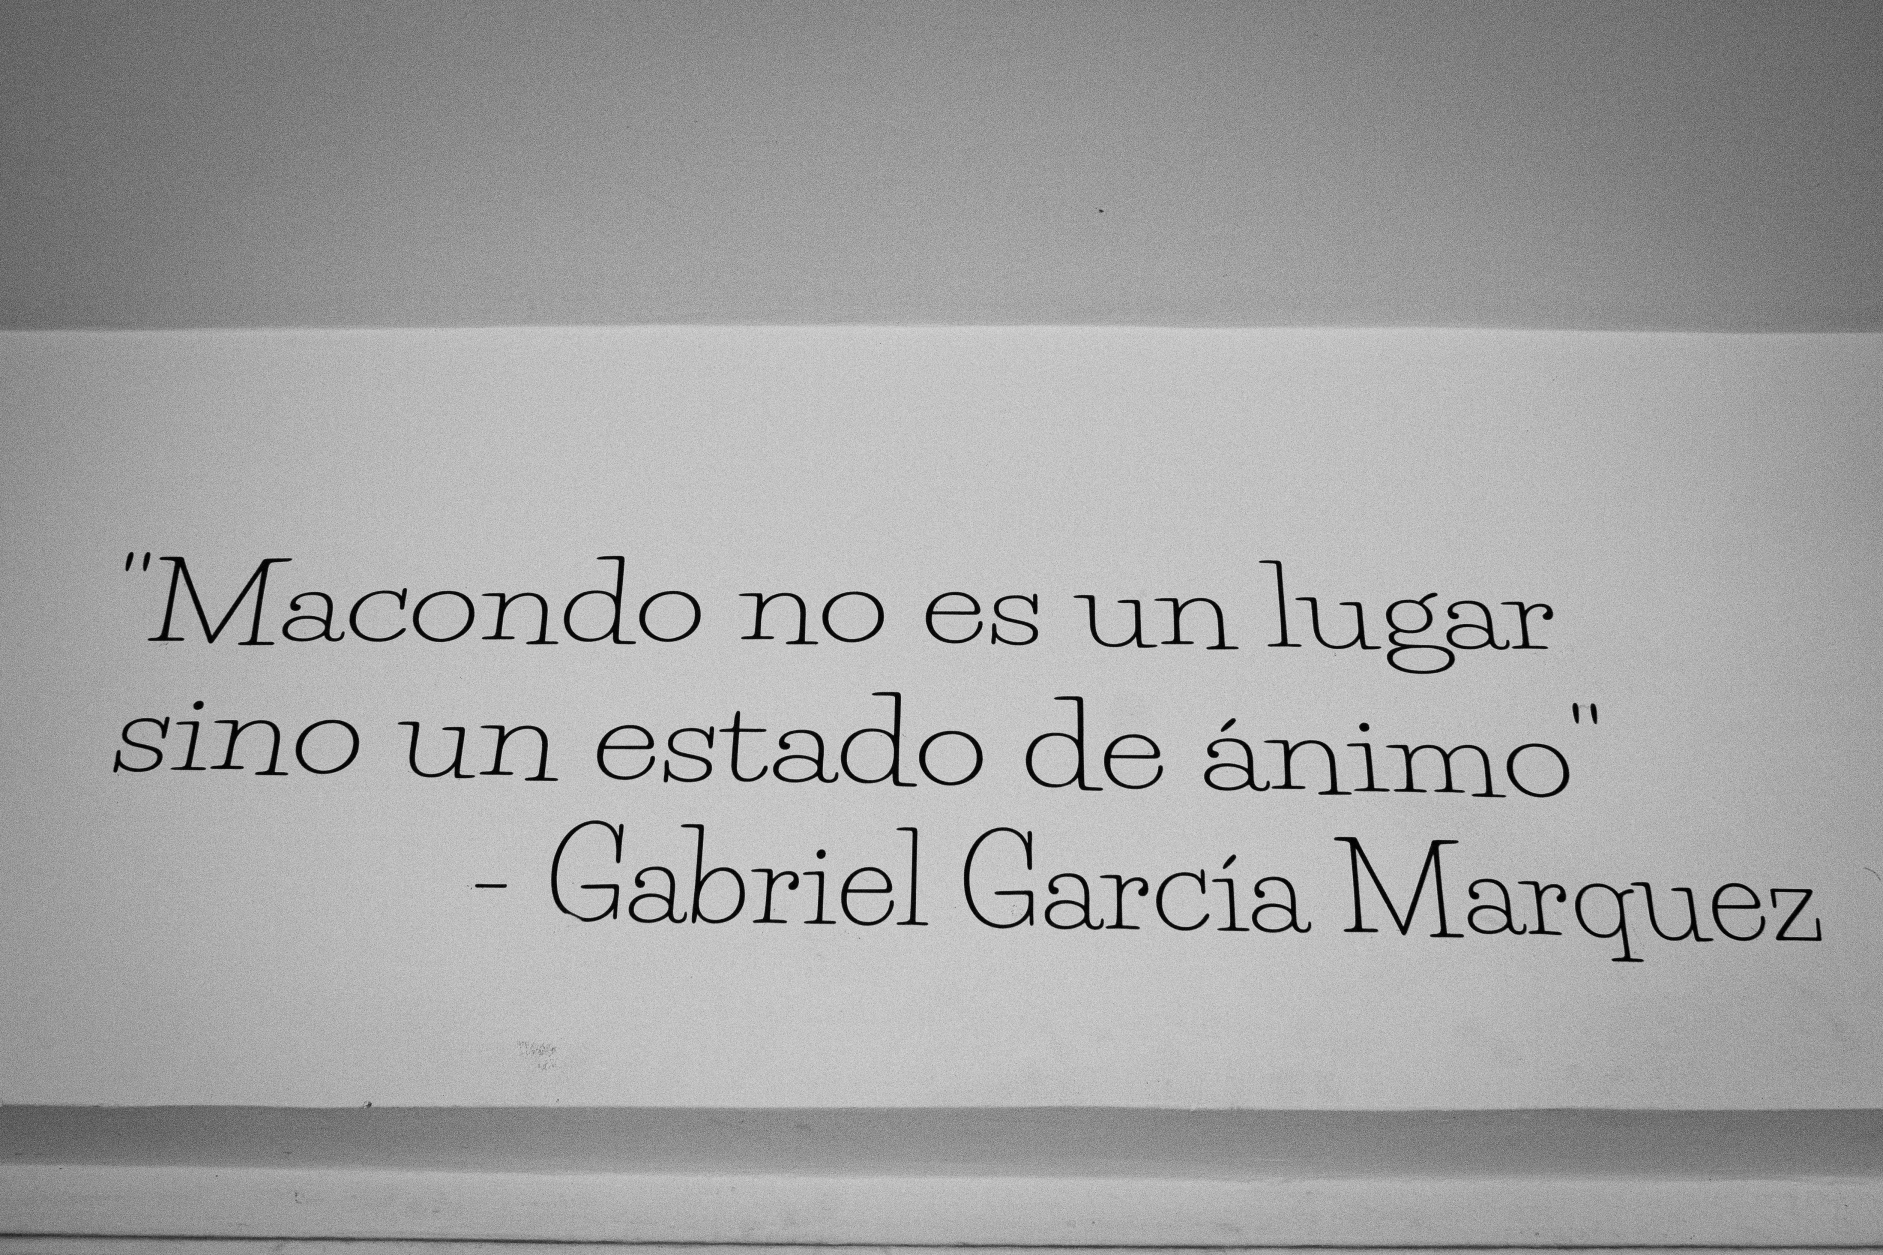 "Macondo no es un lugar
sino un estado de ánimo"
- Gabriel García Marquez